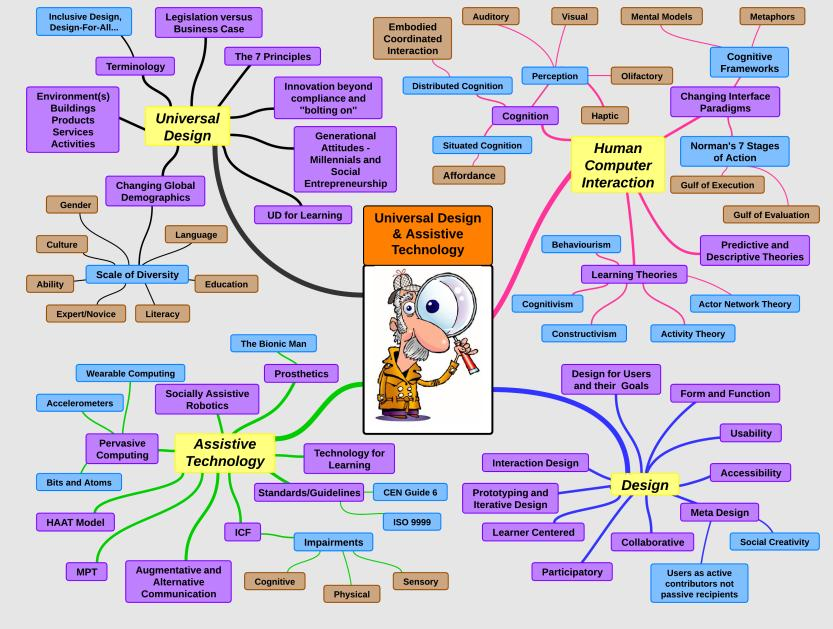 Universal Design
& Assistive
Technology
Universal
Design
Inclusive Design,
Design-For-All...
Terminology
Legislation versus
Business Case
The 7 Principles
Innovation beyond
compliance and
"bolting on"
Generational
Attitudes -
Millennials and
Social
Entrepreneurship
UD for Learning
Environment(s)
Buildings
Products
Services
Activities
Changing Global
Demographics
Scale of Diversity
Gender
Culture
Ability
Expert/Novice
Literacy
Education
Language
Human
Computer
Interaction
Cognition
Perception
Auditory
Visual
Olifactory
Haptic
Distributed Cognition
Embodied
Coordinated
Interaction
Situated Cognition
Affordance
Changing Interface
Paradigms
Cognitive
Frameworks
Mental Models
Metaphors
Norman's 7 Stages
of Action
Gulf of Execution
Gulf of Evaluation
Predictive and
Descriptive Theories
Learning Theories
Behaviourism
Cognitivism
Constructivism
Activity Theory
Actor Network Theory
Assistive
Technology
Prosthetics
The Bionic Man
Socially Assistive
Robotics
Pervasive
Computing
Wearable Computing
Accelerometers
Bits and Atoms
HAAT Model
MPT
Augmentative and
Alternative
Communication
ICF
Impairments
Cognitive
Physical
Sensory
Standards/Guidelines
CEN Guide 6
ISO 9999
Technology for
Learning
Design
Design for Users
and their Goals
Form and Function
Usability
Accessibility
Meta Design
Social Creativity
Users as active
contributors not
passive recipients
Collaborative
Participatory
Learner Centered
Prototyping and
Iterative Design
Interaction Design